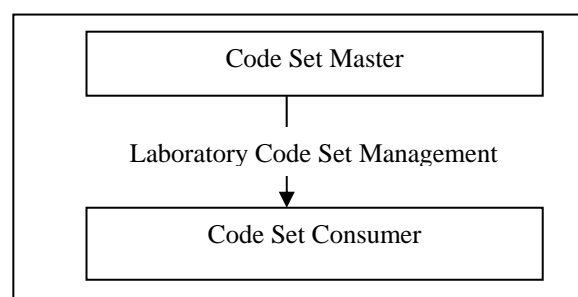 Code Set Master
Laboratory Code Set Management
Code Set Consumer